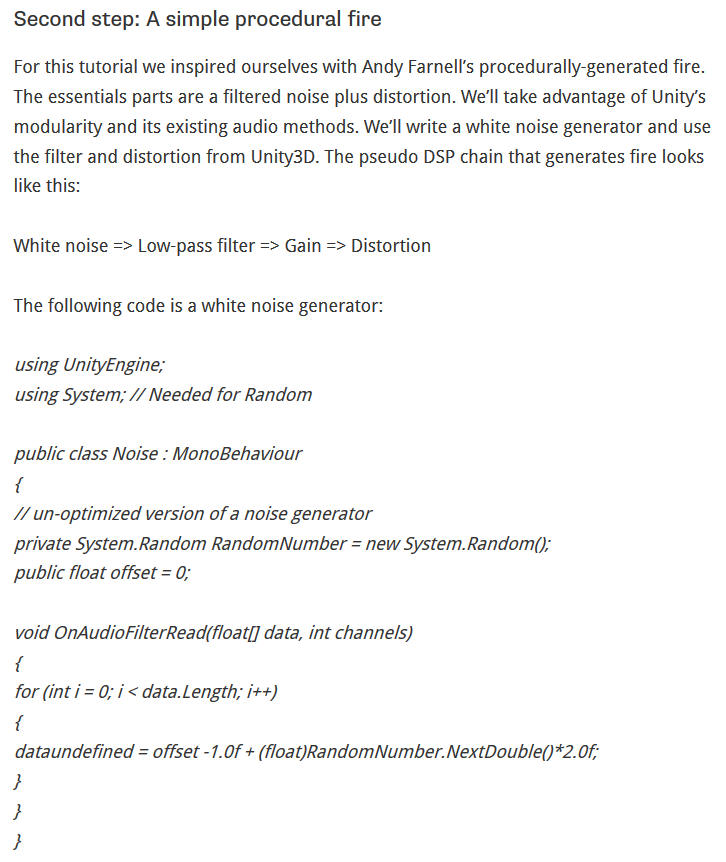 Second step: A simple procedural fire
For this tutorial we inspired ourselves with Andy Farnell’s procedurally-generated fire.
The essentials parts are a filtered noise plus distortion. We’ll take advantage of Unity’s
modularity and its existing audio methods. We’ll write a white noise generator and use
the filter and distortion from Unity3D. The pseudo DSP chain that generates fire looks
like this:
White noise => Low-pass filter => Gain => Distortion
The following code is a white noise generator:
using UnityEngine;
using System; // Needed for Random
public class Noise : MonoBehaviour
{
// un-optimized version of a noise generator
private System.Random RandomNumber = new System.Random();
public float offset = 0;
void OnAudioFilterRead(float[] data, int channels)
{
for (int i = 0; i < data.Length; i++)
{
dataundefined = offset -1.0f + (float)RandomNumber.NextDouble()*2.0f;
}
}
}